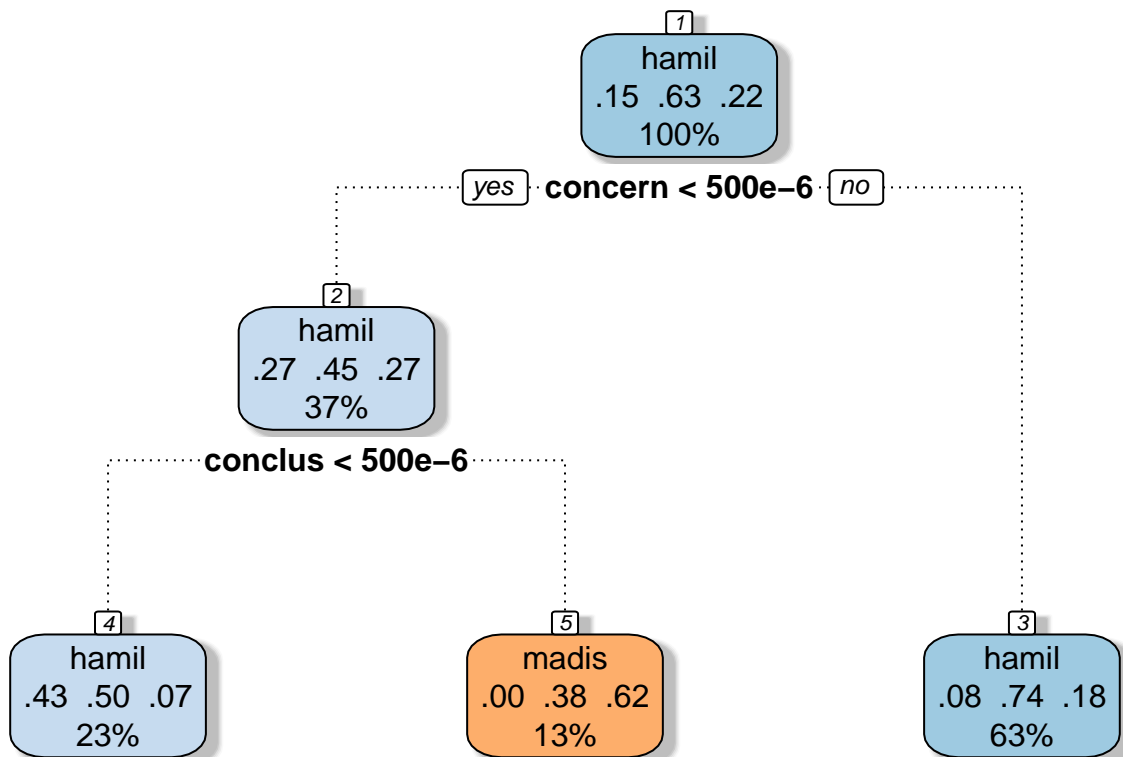 1
hamil
.15 .63 .22
100%
yes concern < 500e−6 no
2
hamil
.27 .45 .27
37%
conclus < 500e−6
4
hamil
.43 .50 .07
23%
5
madis
.00 .38 .62
13%
3
hamil
.08 .74 .18
63%